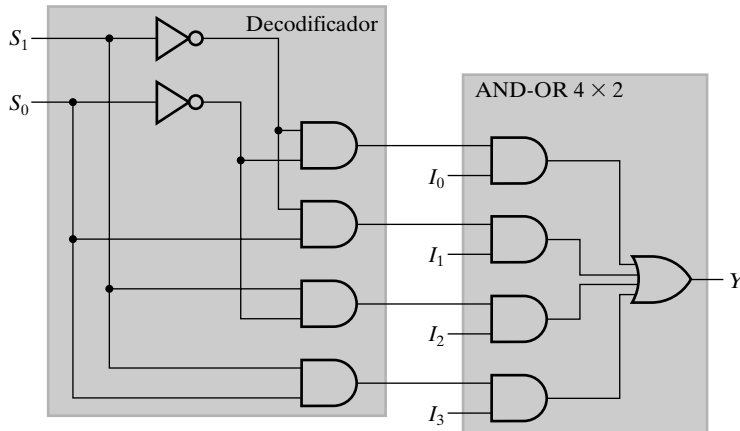 Decodificador
S₁
S₀
AND-OR 4 × 2
I₀
I₁
I₂
I₃
Y